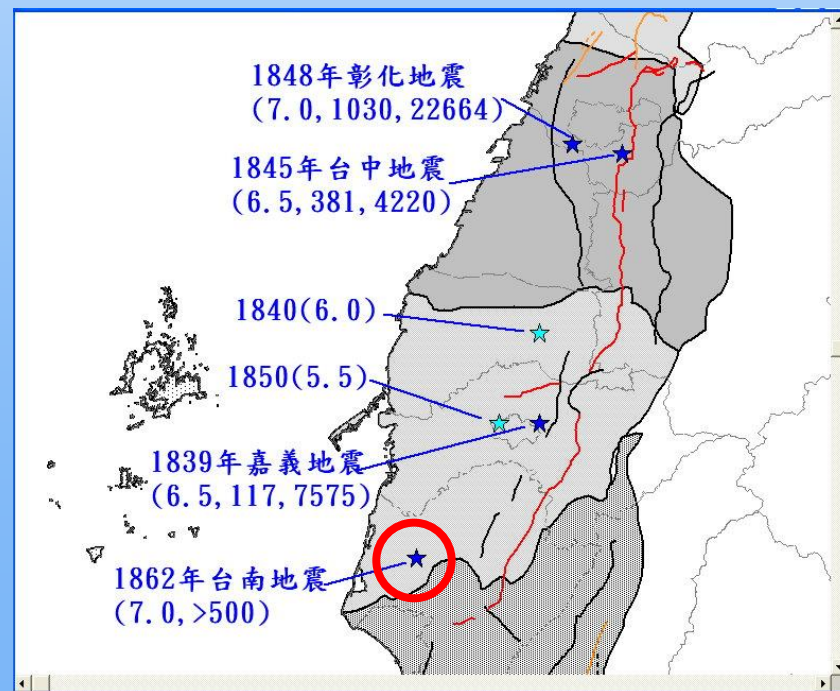 1848年彰化地震
(7.0,1030,22664)
1845年台中地震
(6.5,381,4220)
1840(6.0)
1850(5.5)
1839年嘉義地震
(6.5,117,7575)
1862年台南地震
(7.0,>500)